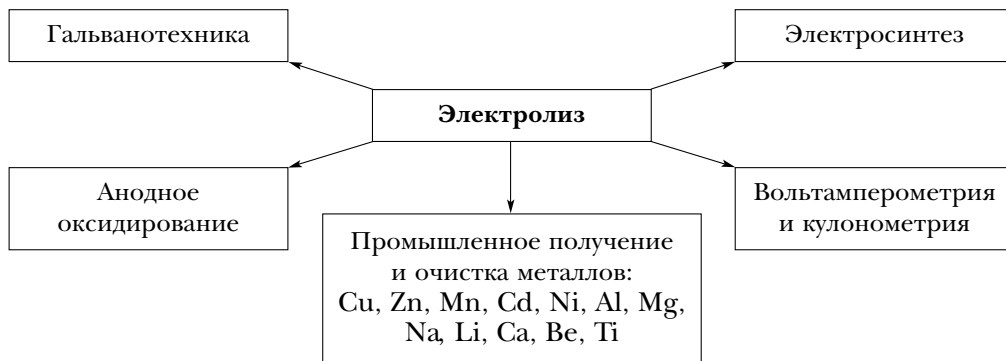 Гальванотехника
Электросинтез
Электролиз
Анодное
оксидирование
Вольтамперометрия
и кулонометрия
Промышленное получение
и очистка металлов:
Cu, Zn, Mn, Cd, Ni, Al, Mg,
Na, Li, Ca, Be, Ti